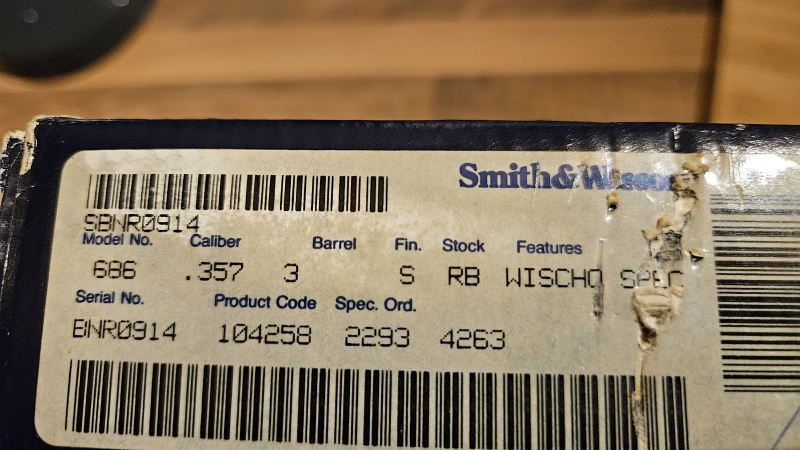 Smith & Wesson
SBNR0914
Model No. Caliber Barrel Fin. Stock Features
686 .357 3 S RB WISCHO SPEC
Serial No. Product Code Spec. Ord.
BNR0914 104258 2293 4263